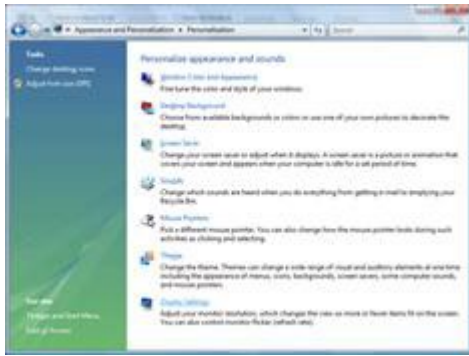 Appearance and Personalization ▸ Personalization
Tasks
Change desktop icons
Adjust font size (DPI)
Personalize appearance and sounds
Window Color and Appearance
Fine tune the color and style of your windows.
Desktop Background
Choose from available backgrounds or colors or use one of your own pictures to decorate the
desktop.
Screen Saver
Change your screen saver or adjust when it displays. A screen saver is a picture or animation that
covers your screen and appears when your computer is idle for a set period of time.
Sounds
Change which sounds are heard when you do everything from getting e-mail to emptying your
Recycle Bin.
Mouse Pointers
Pick a different mouse pointer. You can also change how the mouse pointer looks during such
activities as clicking and selecting.
Theme
Change the theme. Themes can change a wide range of visual and auditory elements at one time
including the appearance of menus, icons, backgrounds, screen savers, some computer sounds,
and mouse pointers.
Display Settings
Adjust your monitor resolution, which changes the view so more or fewer items fit on the screen.
You can also control monitor flicker (refresh rate).
See also
Taskbar and Start Menu
Ease of Access